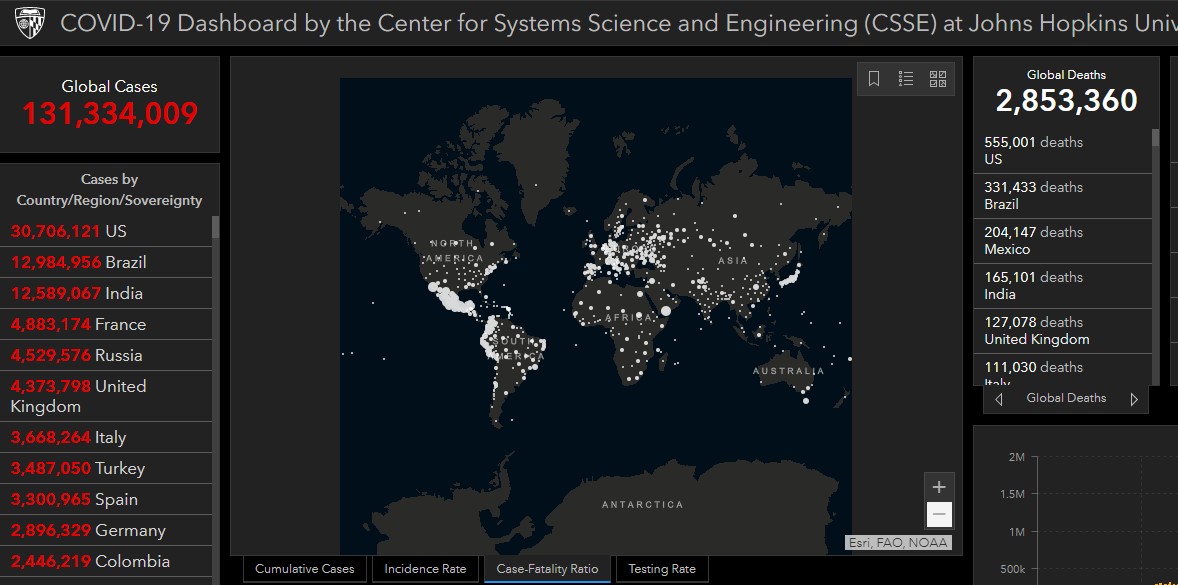 COVID-19 Dashboard by the Center for Systems Science and Engineering (CSSE) at Johns Hopkins
Global Cases
131,334,009
Cases by
Country/Region/Sovereignty
30,706,121 US
12,984,956 Brazil
12,589,067 India
4,883,174 France
4,529,576 Russia
4,373,798 United
Kingdom
3,668,264 Italy
3,487,050 Turkey
3,300,965 Spain
2,896,329 Germany
2,446,219 Colombia
NORTH
AMERICA
ASIA
AFRICA
SOUTH
AMERICA
AUSTRALIA
ANTARCTICA
+
−
Esri, FAO, NOAA
Cumulative Cases
Incidence Rate
Case-Fatality Ratio
Testing Rate
Global Deaths
2,853,360
555,001 deaths
US
331,433 deaths
Brazil
204,147 deaths
Mexico
165,101 deaths
India
127,078 deaths
United Kingdom
111,030 deaths
Italy
Global Deaths
2M
1.5M
1M
500k